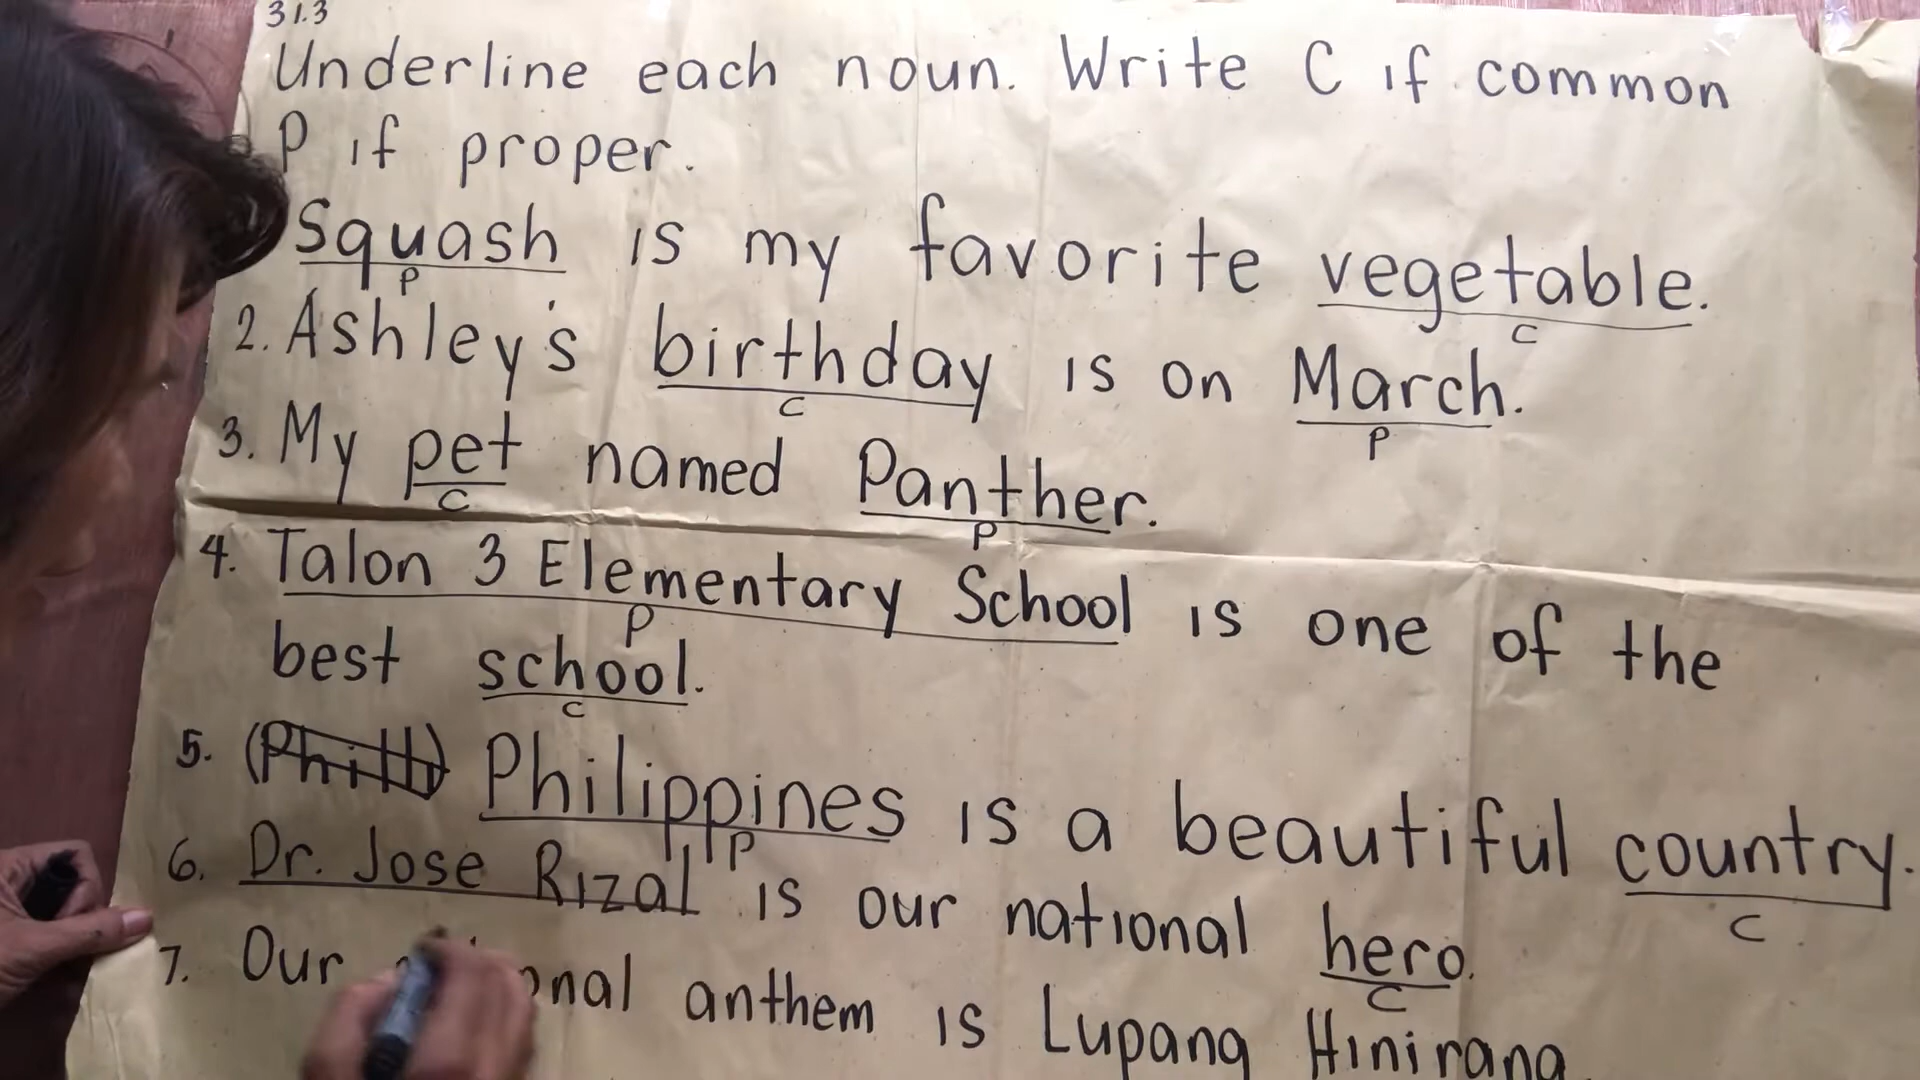 31.3
Underline each noun. Write C if common
P if proper.
Squash is my favorite vegetable.
P C
2. Ashley's birthday is on March.
C P
3. My pet named Panther.
C P
4. Talon 3 Elementary School is one of the
P
best school.
C
5. Philippines is a beautiful country.
P C
6. Dr. Jose Rizal is our national hero.
C
7. Our anthem is Lupang Hinirang